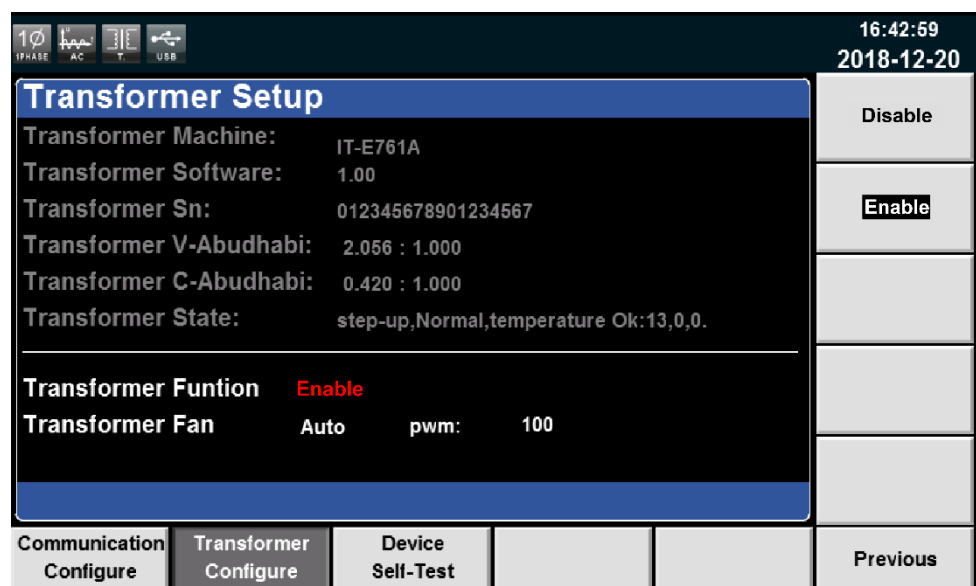 1Ø
1PHASE
AC
T.
USB
16:42:59
2018-12-20
Transformer Setup
Transformer Machine: IT-E761A
Transformer Software: 1.00
Transformer Sn: 012345678901234567
Transformer V-Abudhabi: 2.056 : 1.000
Transformer C-Abudhabi: 0.420 : 1.000
Transformer State: step-up,Normal,temperature Ok:13,0,0.
Transformer Funtion Enable
Transformer Fan Auto pwm: 100
Disable
Enable
Communication
Configure
Transformer
Configure
Device
Self-Test
Previous